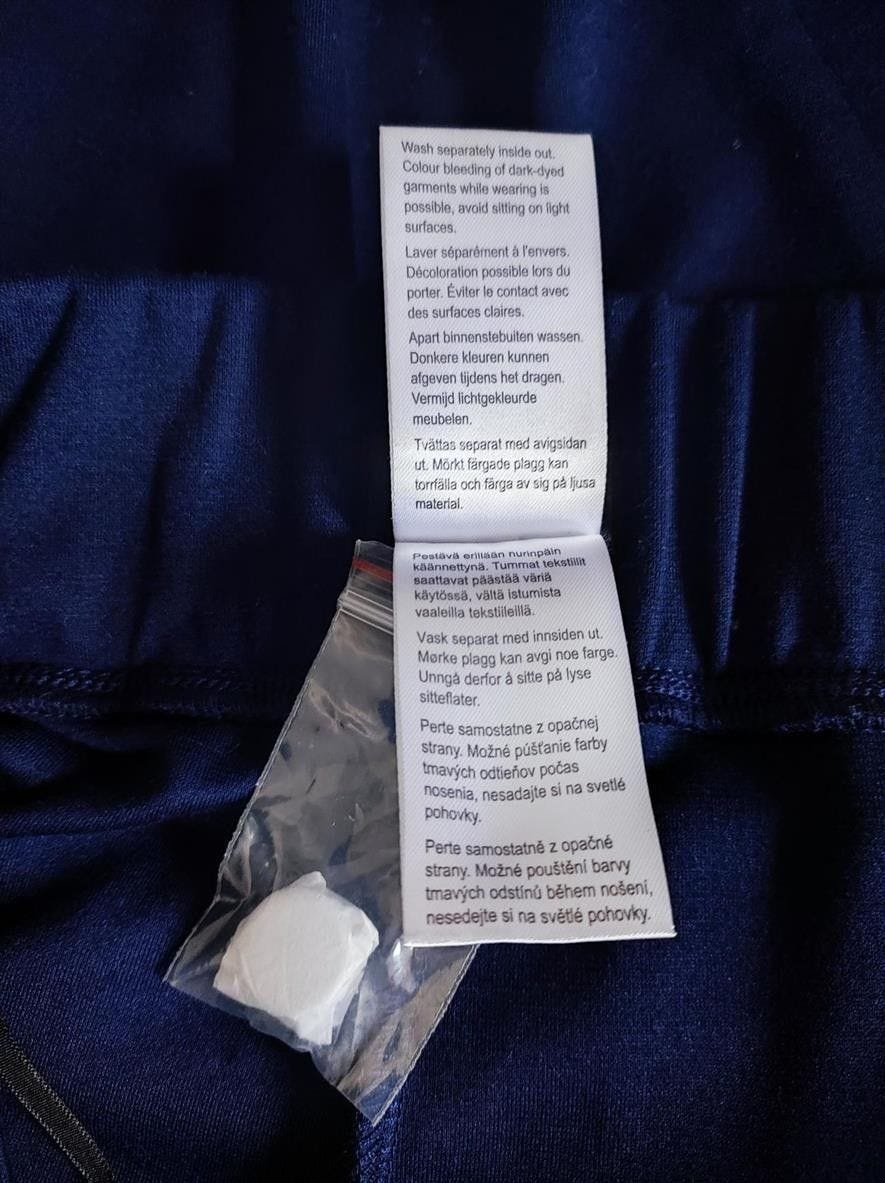 Wash separately inside out.
Colour bleeding of dark-dyed
garments while wearing is
possible, avoid sitting on light
surfaces.
Laver séparément à l'envers.
Décoloration possible lors du
porter. Éviter le contact avec
des surfaces claires.
Apart binnenstebuiten wassen.
Donkere kleuren kunnen
afgeven tijdens het dragen.
Vermijd lichtgekleurde
meubelen.
Tvättas separat med avigsidan
ut. Mörkt färgade plagg kan
torrfälla och färga av sig på ljusa
material.
Pestävä erillään nurinpäin
käännettynä. Tummat tekstiilit
saattavat päästää väriä
käytössä, vältä istumista
vaaleilla tekstiileillä.
Vask separat med innsiden ut.
Mørke plagg kan avgi noe farge.
Unngå derfor å sitte på lyse
sitteflater.
Perte samostatne z opačnej
strany. Možné púšťanie farby
tmavých odtieňov počas
nosenia, nesadajte si na svetlé
pohovky.
Perte samostatně z opačné
strany. Možné pouštění barvy
tmavých odstínů během nošení,
nesedejte si na světlé pohovky.